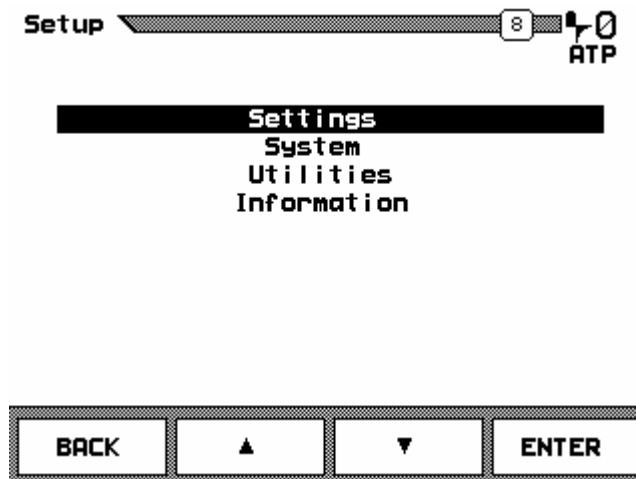 Setup 8 0
ATP
Settings
System
Utilities
Information
BACK ▲ ▼ ENTER